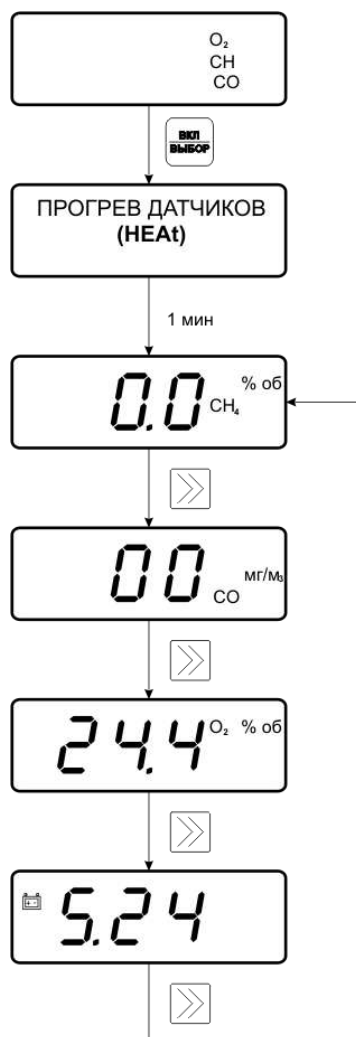 O₂
CH
CO
ВКЛ
ВЫБОР
ПРОГРЕВ ДАТЧИКОВ
(HEAt)
1 мин
0.0 CH₄ % об
00 CO мг/м₃
24.4 O₂ % об
5.24